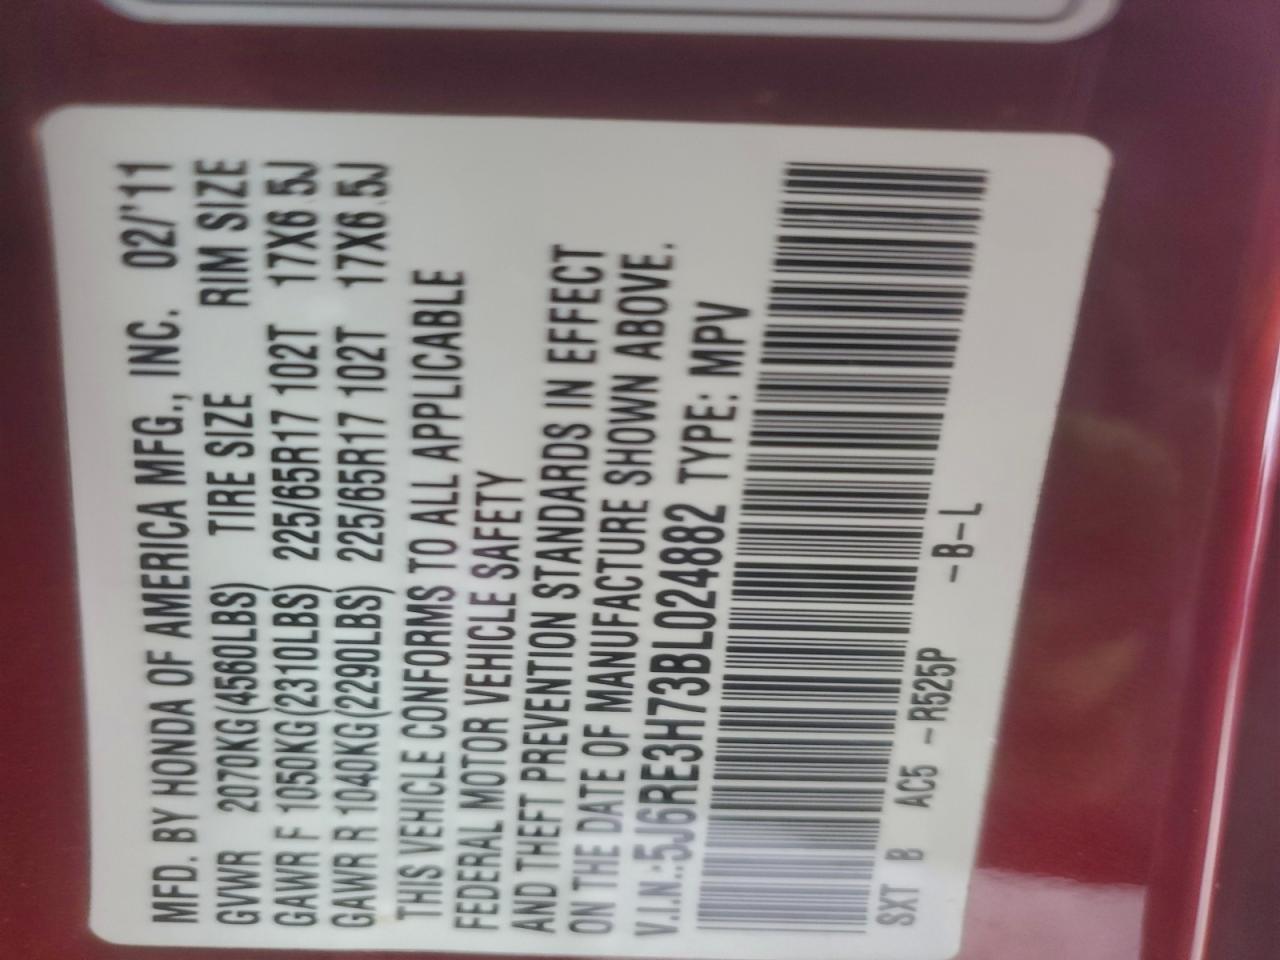 MFD. BY HONDA OF AMERICA MFG., INC. 02/'11
GVWR 2070KG(4560LBS) TIRE SIZE RIM SIZE
GAWR F 1050KG(2310LBS) 225/65R17 102T 17X6.5J
GAWR R 1040KG(2290LBS) 225/65R17 102T 17X6.5J
THIS VEHICLE CONFORMS TO ALL APPLICABLE
FEDERAL MOTOR VEHICLE SAFETY
AND THEFT PREVENTION STANDARDS IN EFFECT
ON THE DATE OF MANUFACTURE SHOWN ABOVE.
V.I.N.:5J6RE3H73BL024882 TYPE: MPV
SXT B AC5 -R525P -B-L